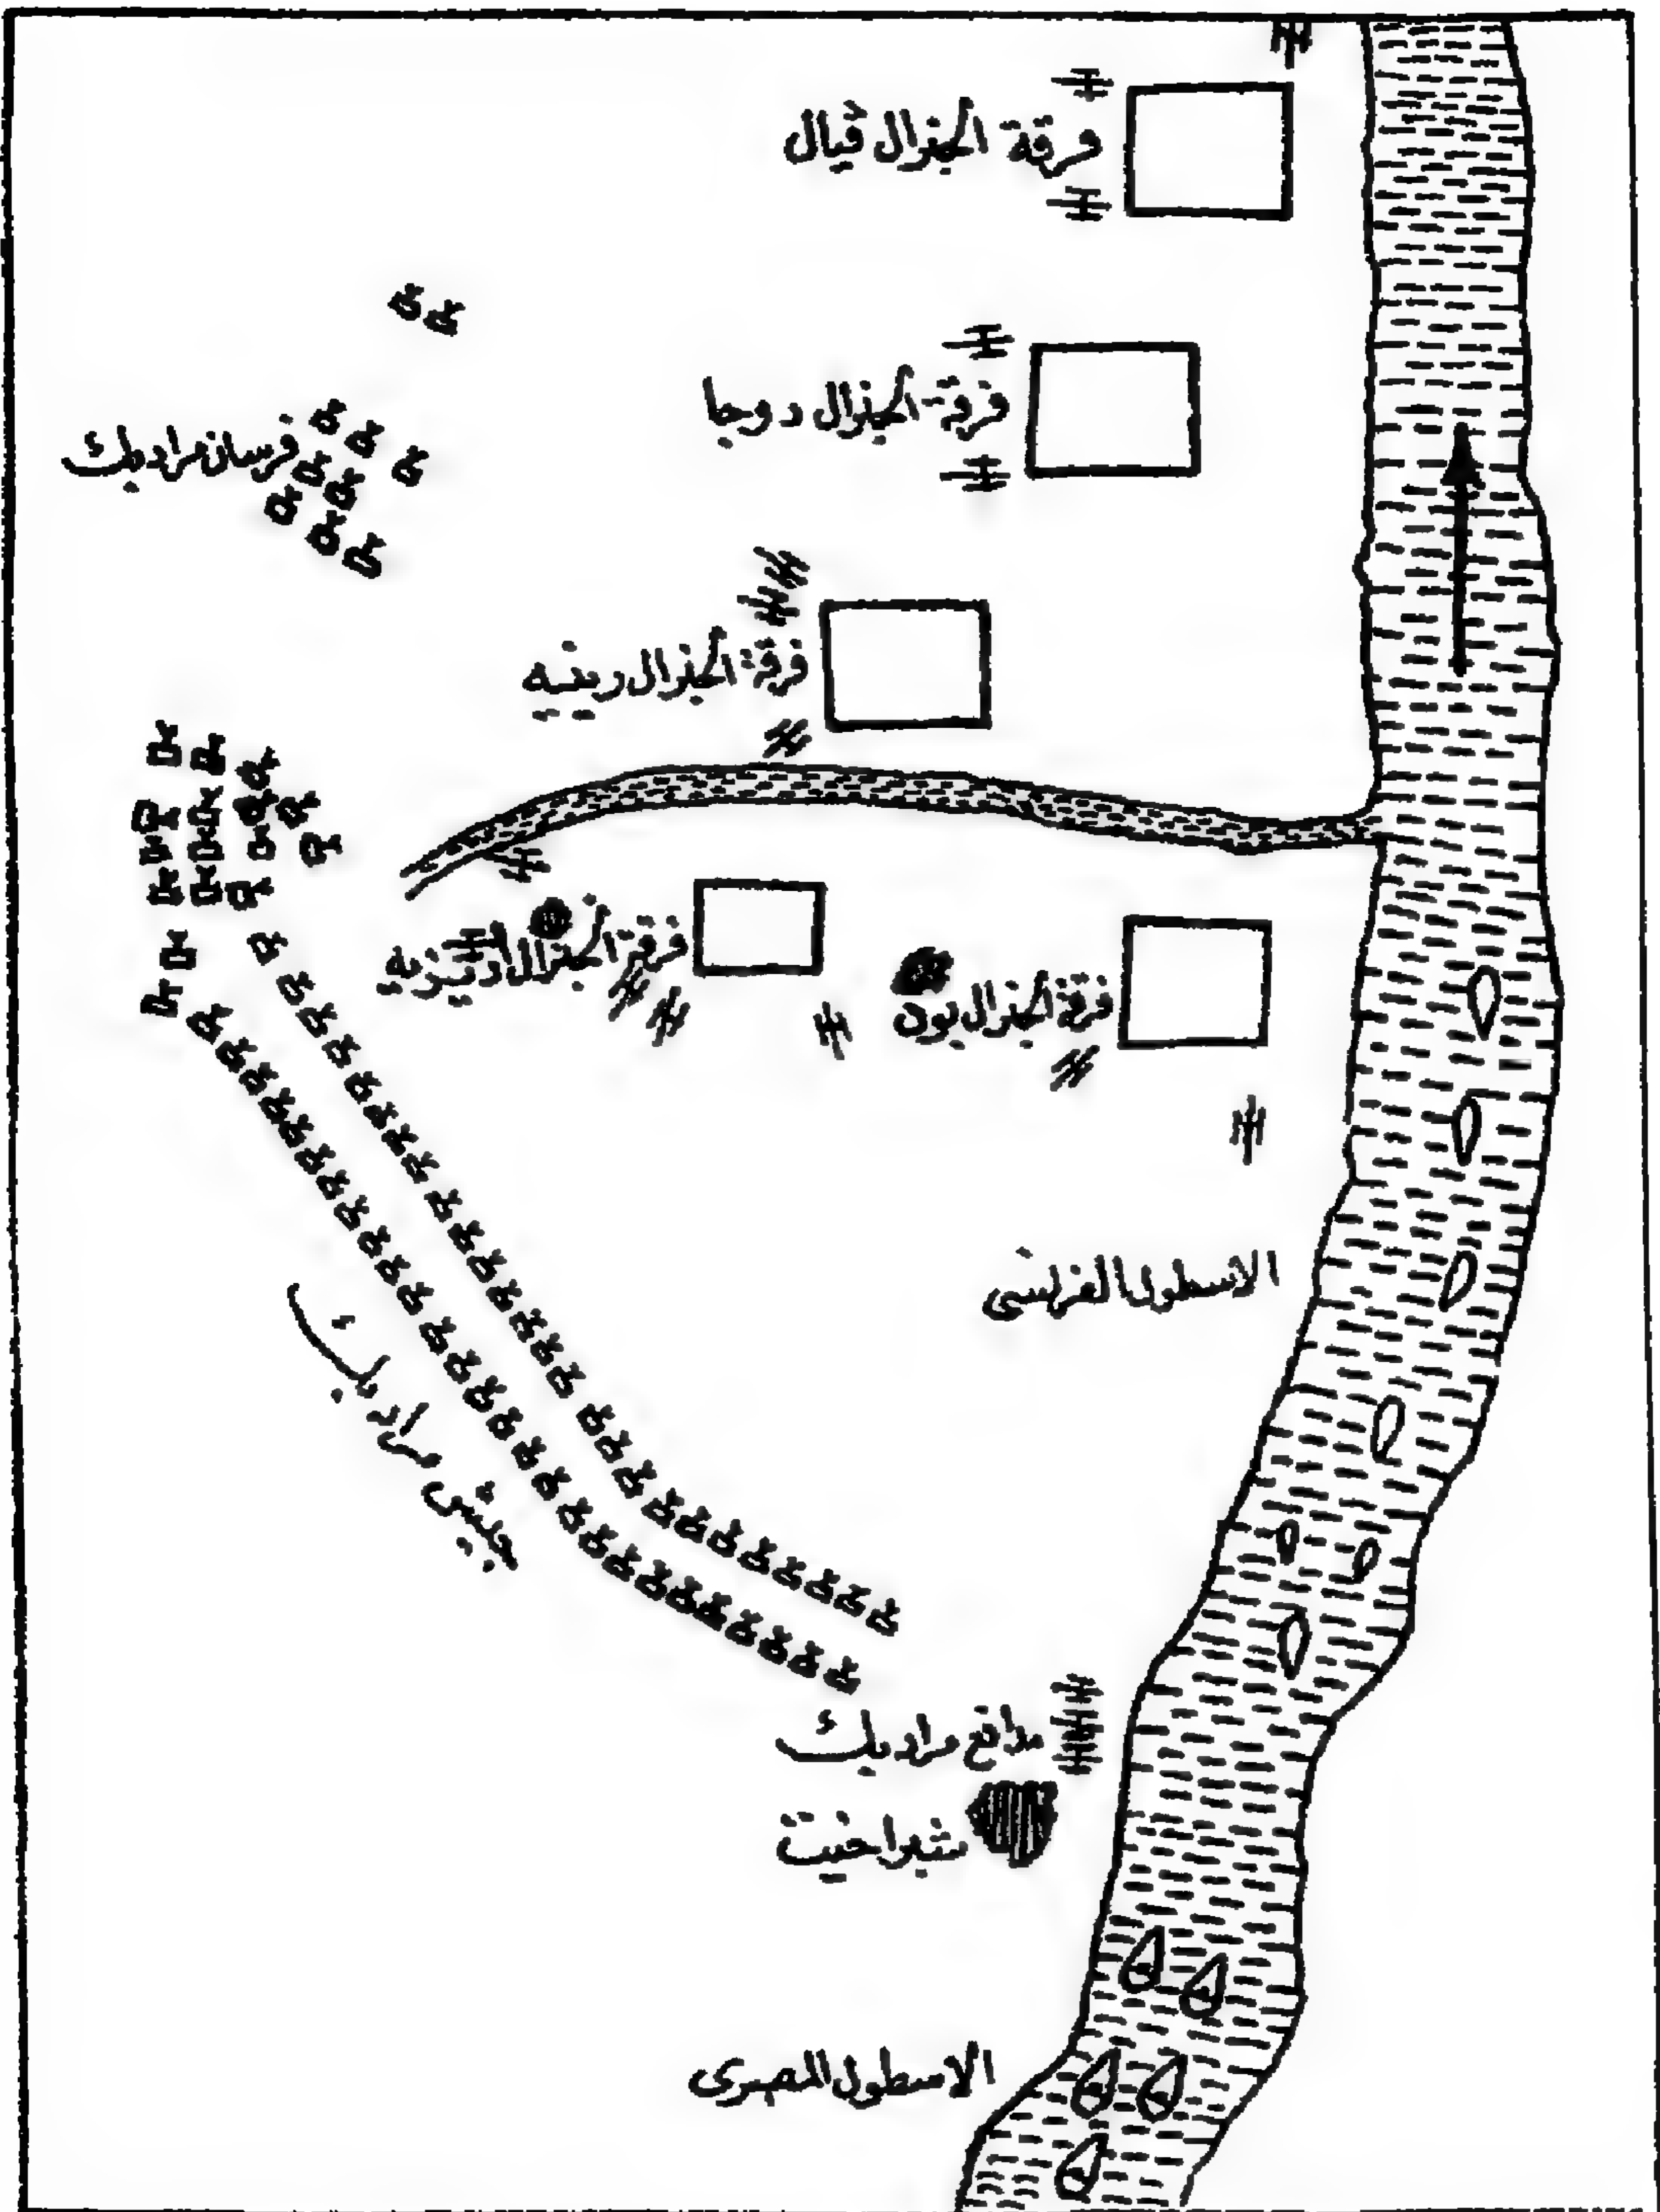 فرقة الجنرال ڤيال
فرقة الجنرال دوجا
فرسان مراد بك
فرقة الجنرال رينيه
فرقة الجنرال ديزيه
فرقة الجنرال بون
الاسطول الفرنسى
جيش مراد بك
مدافع مراد بك
شبراخيت
الاسطول المصرى